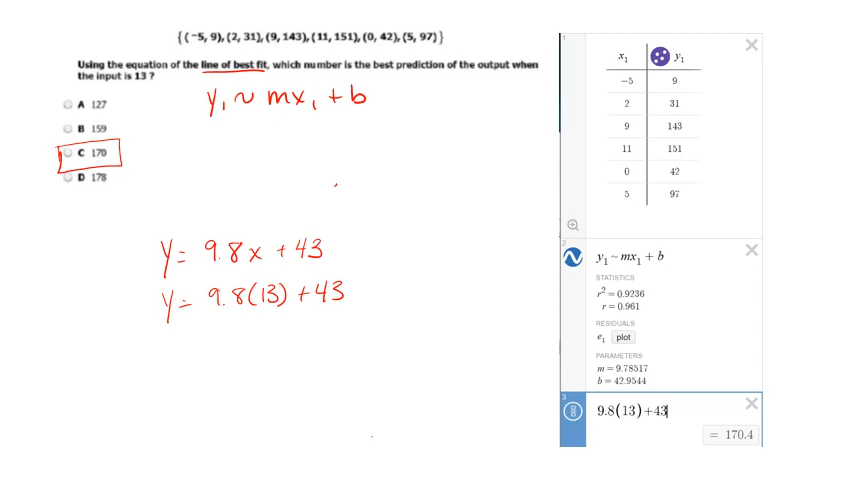 {(⁻5, 9), (2, 31), (9, 143), (11, 151), (0, 42), (5, 97)}
Using the equation of the line of best fit, which number is the best prediction of the output when
the input is 13 ?
y₁ ~ mx₁ + b
A 127
B 159
C 170
D 178
y = 9.8x + 43
y = 9.8(13) + 43
1
x₁ y₁
-5 9
2 31
9 143
11 151
0 42
5 97
2
y₁ ~ mx₁ + b
STATISTICS
r² = 0.9236
r = 0.961
RESIDUALS
e₁ plot
PARAMETERS
m = 9.78517
b = 42.9544
3
9.8(13)+43
= 170.4